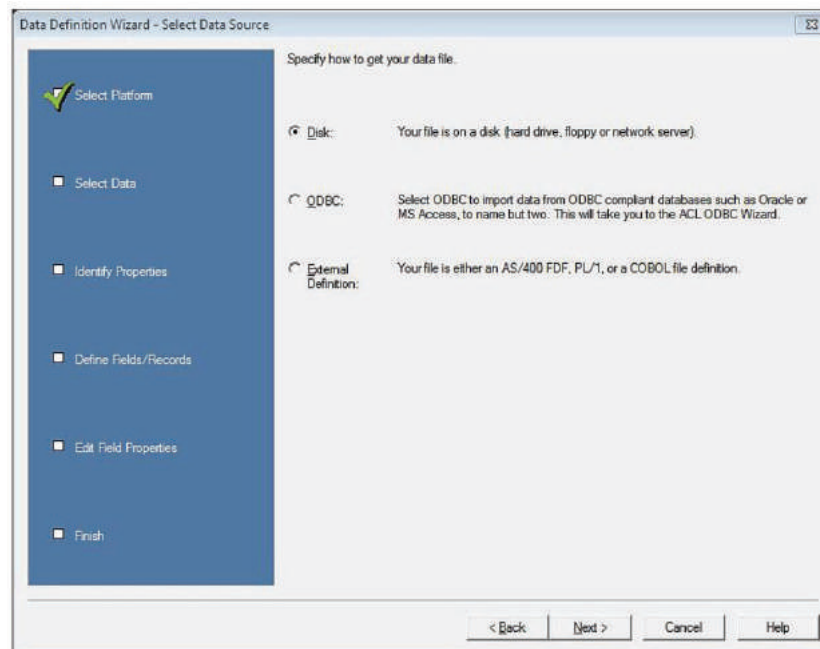 Data Definition Wizard - Select Data Source
Select Platform
Select Data
Identify Properties
Define Fields/Records
Edit Field Properties
Finish
Specify how to get your data file.
Disk: Your file is on a disk (hard drive, floppy or network server).
ODBC: Select ODBC to import data from ODBC compliant databases such as Oracle or
MS Access, to name but two. This will take you to the ACL ODBC Wizard.
External Your file is either an AS/400 FDF, PL/1, or a COBOL file definition.
Definition:
< Back Next > Cancel Help